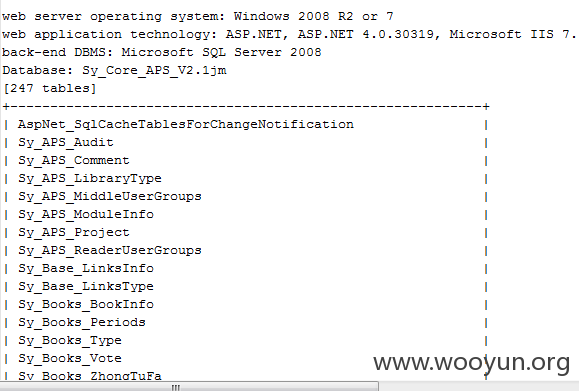 web server operating system: Windows 2008 R2 or 7
web application technology: ASP.NET, ASP.NET 4.0.30319, Microsoft IIS 7.
back-end DBMS: Microsoft SQL Server 2008
Database: Sy_Core_APS_V2.1jm
[247 tables]
+----------------------------------------------------------+
| AspNet_SqlCacheTablesForChangeNotification |
| Sy_APS_Audit |
| Sy_APS_Comment |
| Sy_APS_LibraryType |
| Sy_APS_MiddleUserGroups |
| Sy_APS_ModuleInfo |
| Sy_APS_Project |
| Sy_APS_ReaderUserGroups |
| Sy_Base_LinksInfo |
| Sy_Base_LinksType |
| Sy_Books_BookInfo |
| Sy_Books_Periods |
| Sy_Books_Type |
| Sy_Books_Vote |
| Sy_Books_ZhongTuFa |
www.wooyun.org